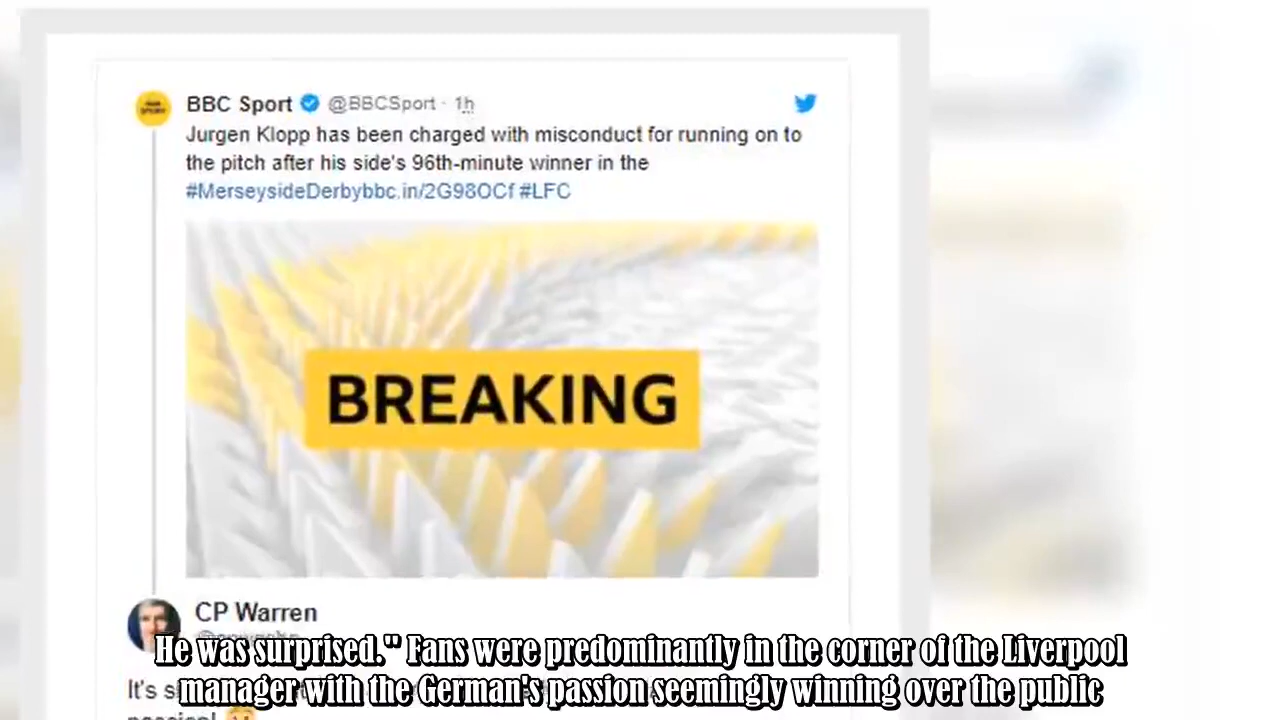 BBC Sport @BBCSport · 1h
Jurgen Klopp has been charged with misconduct for running on to
the pitch after his side's 96th-minute winner in the
#MerseysideDerbybbc.in/2G98OCf #LFC
BREAKING
CP Warren
He was surprised." Fans were predominantly in the corner of the Liverpool
manager with the German's passion seemingly winning over the public
It's
passion!